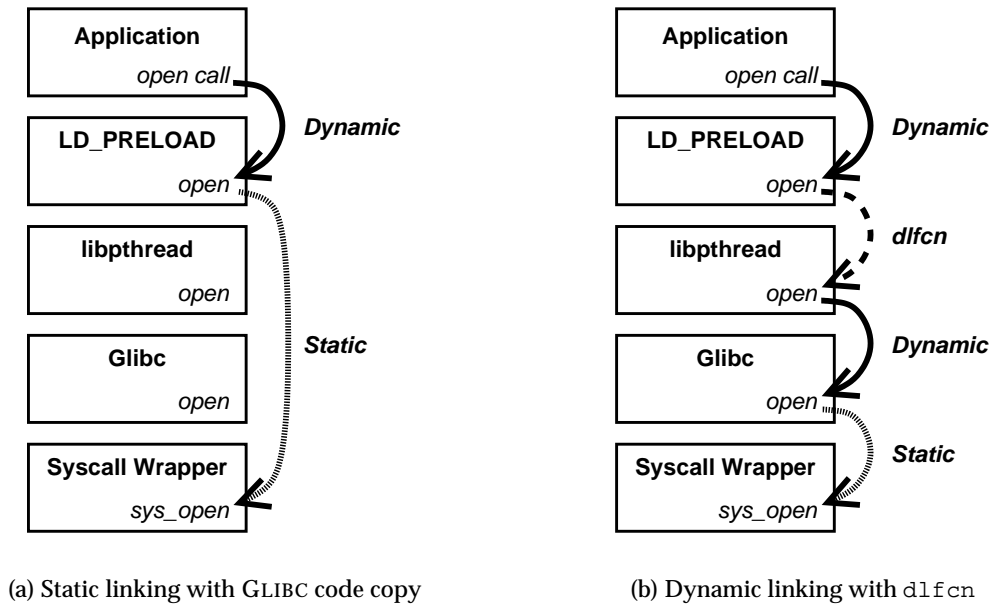 Application
open call
Dynamic
LD_PRELOAD
open
libpthread
open
Static
Glibc
open
Syscall Wrapper
sys_open
(a) Static linking with GLIBC code copy
Application
open call
Dynamic
LD_PRELOAD
open
dlfcn
libpthread
open
Dynamic
Glibc
open
Static
Syscall Wrapper
sys_open
(b) Dynamic linking with dlfcn